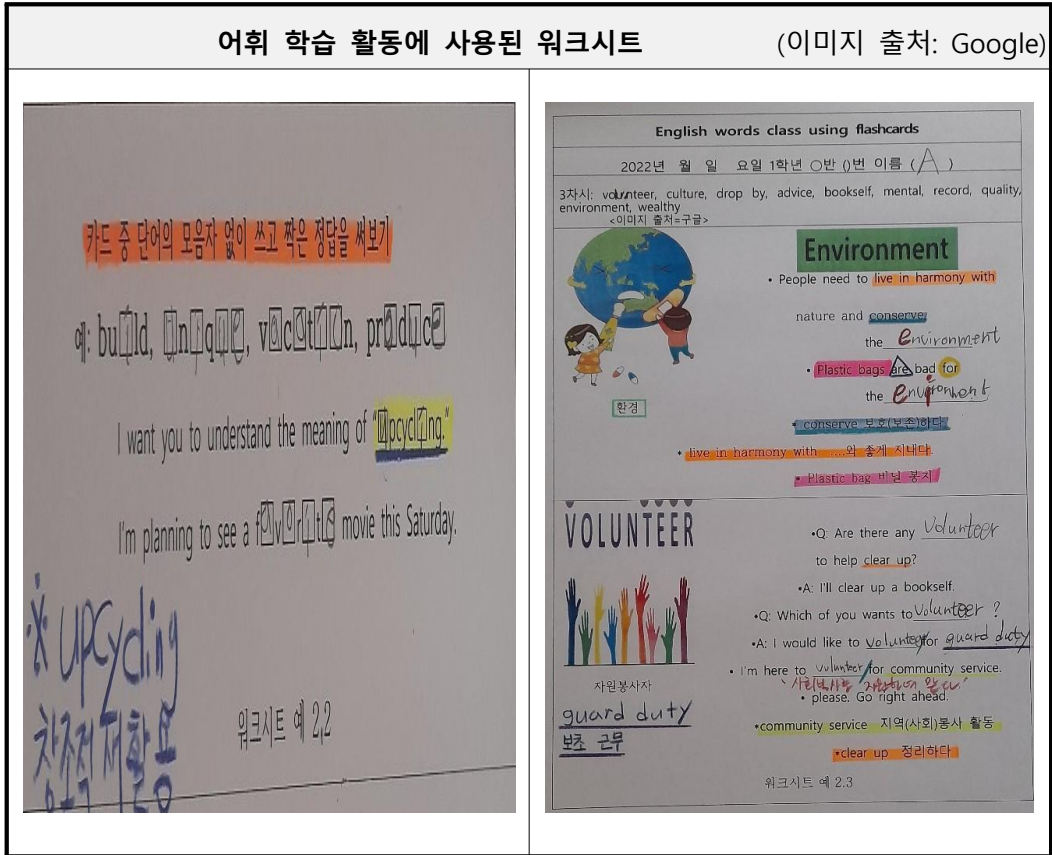 어휘 학습 활동에 사용된 워크시트 (이미지 출처: Google)
카드 중 단어의 모음자 없이 쓰고 짝은 정답을 써보기
예: build, unique, vacation, produce
I want you to understand the meaning of "upcycling."
I'm planning to see a favorite movie this Saturday.
※ upcycling
창조적 재활용
워크시트 예 2.2
English words class using flashcards
2022년 월 일 요일 1학년 ○반 ()번 이름 (A)
3차시: volunteer, culture, drop by, advice, bookself, mental, record, quality,
environment, wealthy
<이미지 출처=구글>
Environment
• People need to live in harmony with
nature and conserve
the environment
• Plastic bags are bad for
the environment
환경
• conserve 보호(보존)하다
• live in harmony with ....와 좋게 지내다.
• Plastic bag 비닐 봉지
VOLUNTEER
•Q: Are there any volunteer
to help clear up?
•A: I'll clear up a bookself.
•Q: Which of you wants to volunteer ?
•A: I would like to volunteer for guard duty
• I'm here to volunteer for community service.
• please. Go right ahead.
자원봉사자
guard duty
보초 근무
•community service 지역(사회)봉사 활동
•clear up 정리하다
워크시트 예 2.3